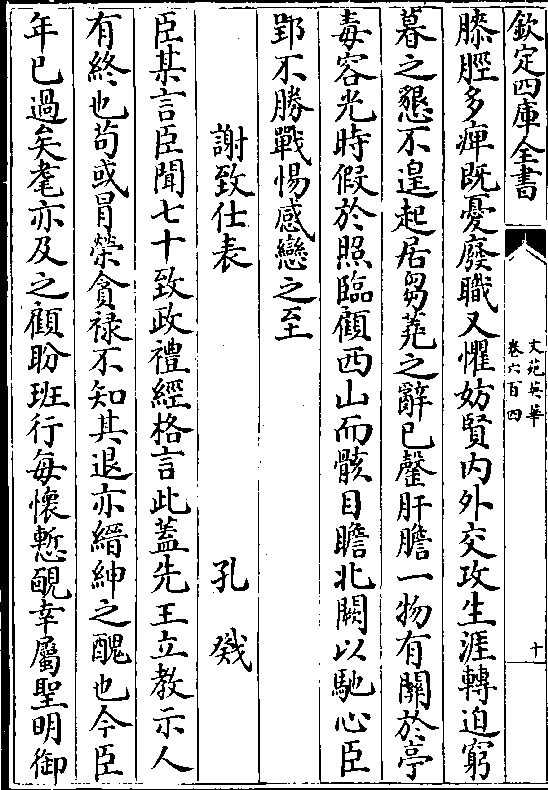 欽定四庫全書
文苑英華
卷六百四
十
膝脛多痺既憂廢職又懼妨賢内外交攻生涯轉迫窮
暮之懇不遑起居芻蕘之辭已罄肝膽一物有關於亭
毒容光時假於照臨顧西山而骸目瞻北闕以馳心臣
郢不勝戰惕感戀之至
謝致仕表
孔戣
臣某言臣聞七十致政禮經格言此蓋先王立教示人
有終也苟或冒榮貪祿不知其退亦縉紳之醜也今臣
年已過矣耄亦及之顧盼班行每懷慙靦幸屬聖明御